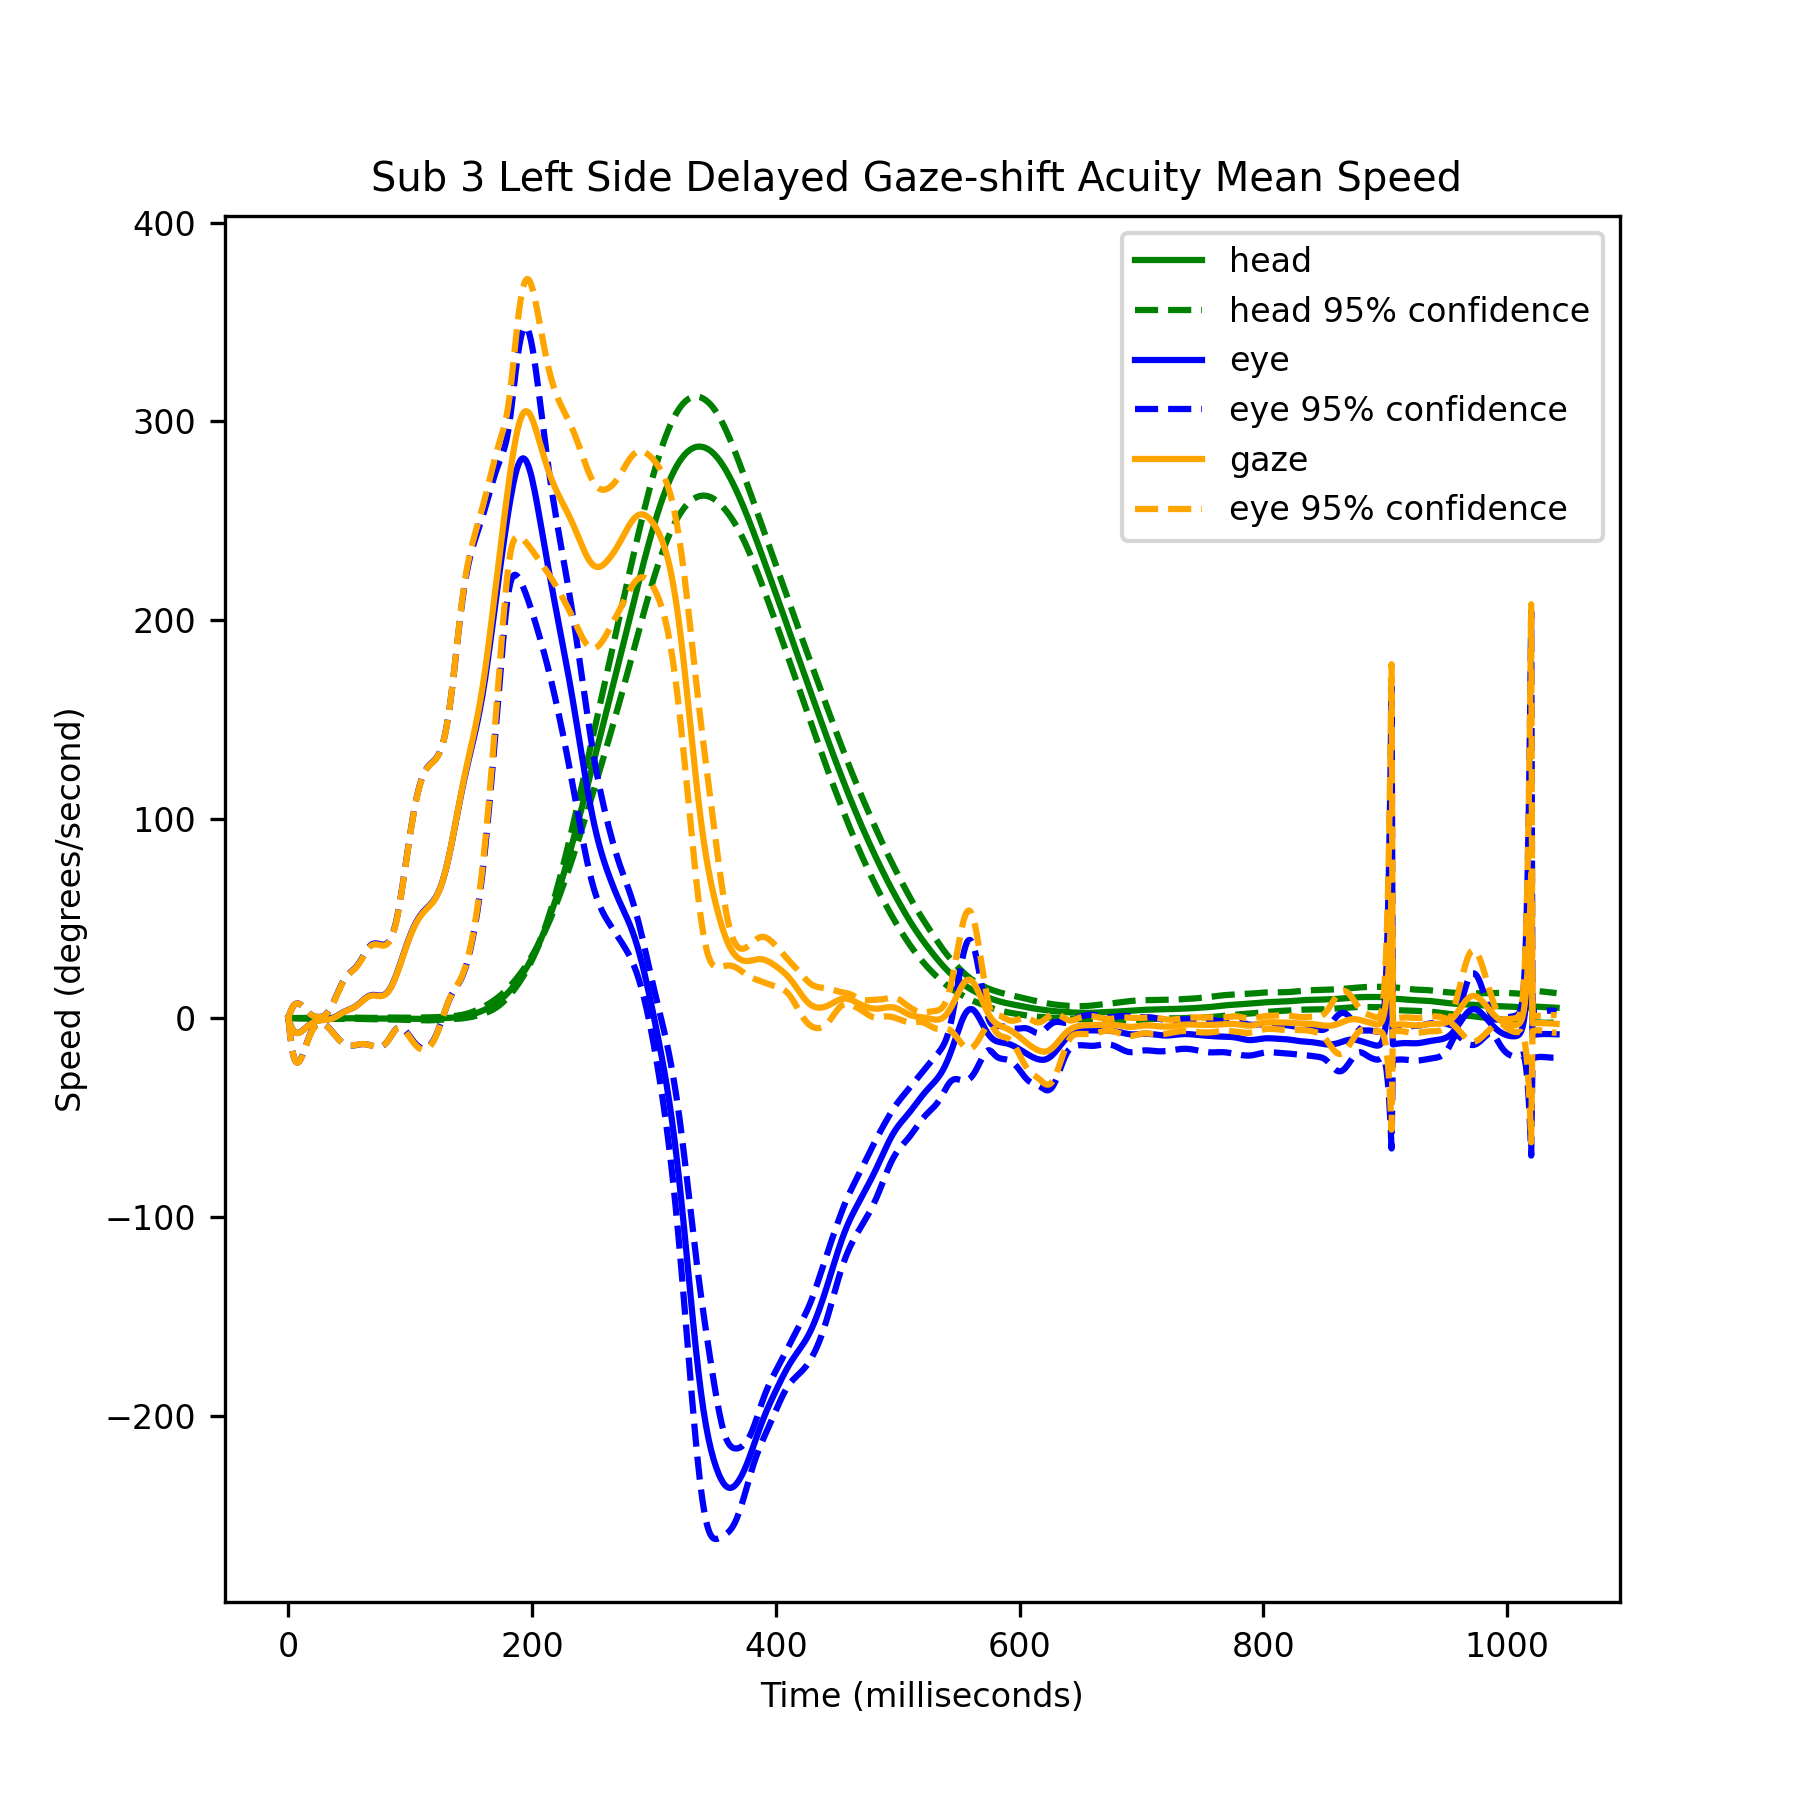 Sub 3 Left Side Delayed Gaze-shift Acuity Mean Speed
400
300
200
100
0
−100
−200
Speed (degrees/second)
head
head 95% confidence
eye
eye 95% confidence
gaze
eye 95% confidence
0
200
400
600
800
1000
Time (milliseconds)